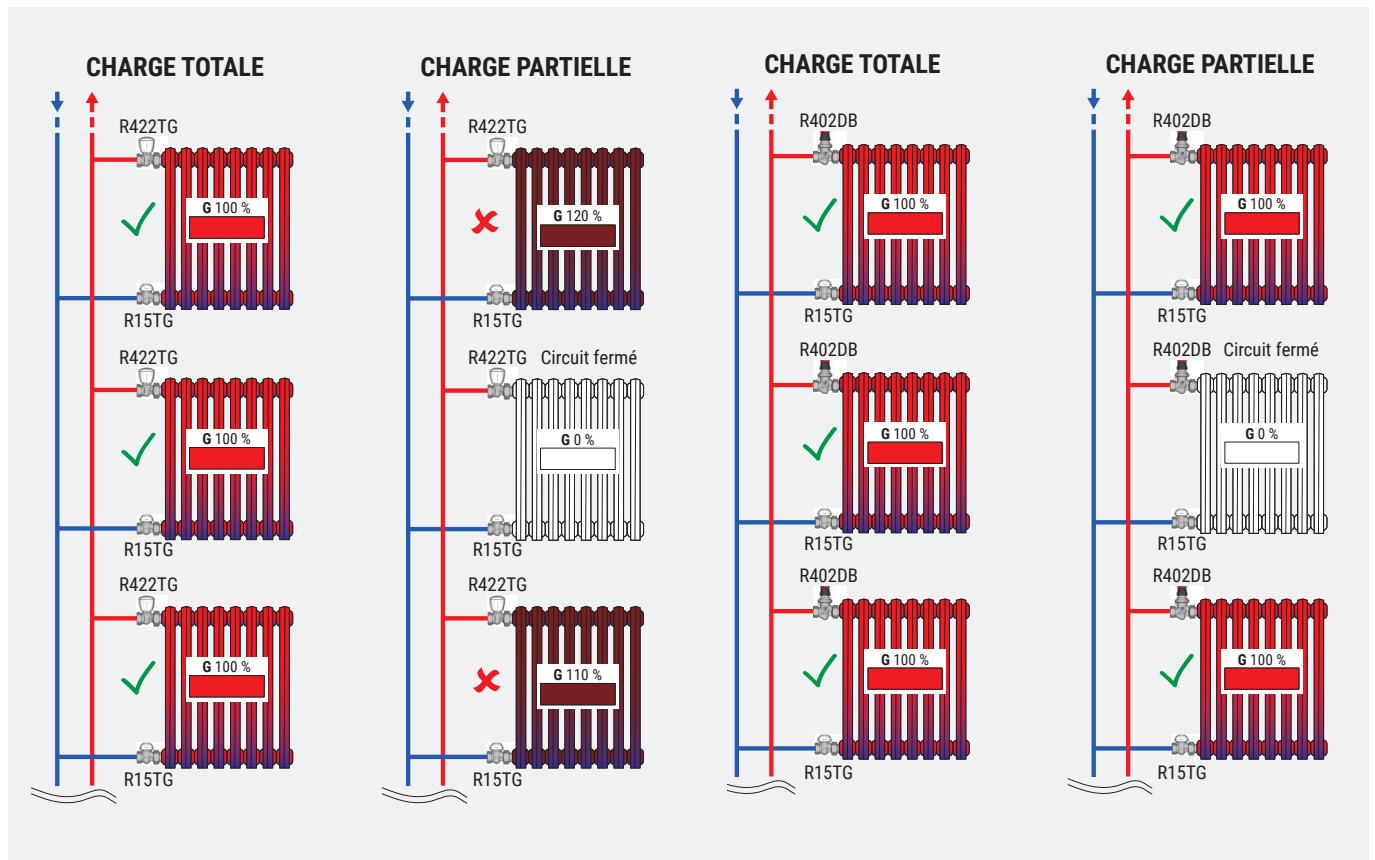 CHARGE TOTALE
R422TG
G 100 %
R15TG
R422TG
G 100 %
R15TG
R422TG
G 100 %
R15TG
CHARGE PARTIELLE
R422TG
G 120 %
R15TG
R422TG Circuit fermé
G 0 %
R15TG
R422TG
G 110 %
R15TG
CHARGE TOTALE
R402DB
G 100 %
R15TG
R402DB
G 100 %
R15TG
R402DB
G 100 %
R15TG
CHARGE PARTIELLE
R402DB
G 100 %
R15TG
R402DB Circuit fermé
G 0 %
R15TG
R402DB
G 100 %
R15TG